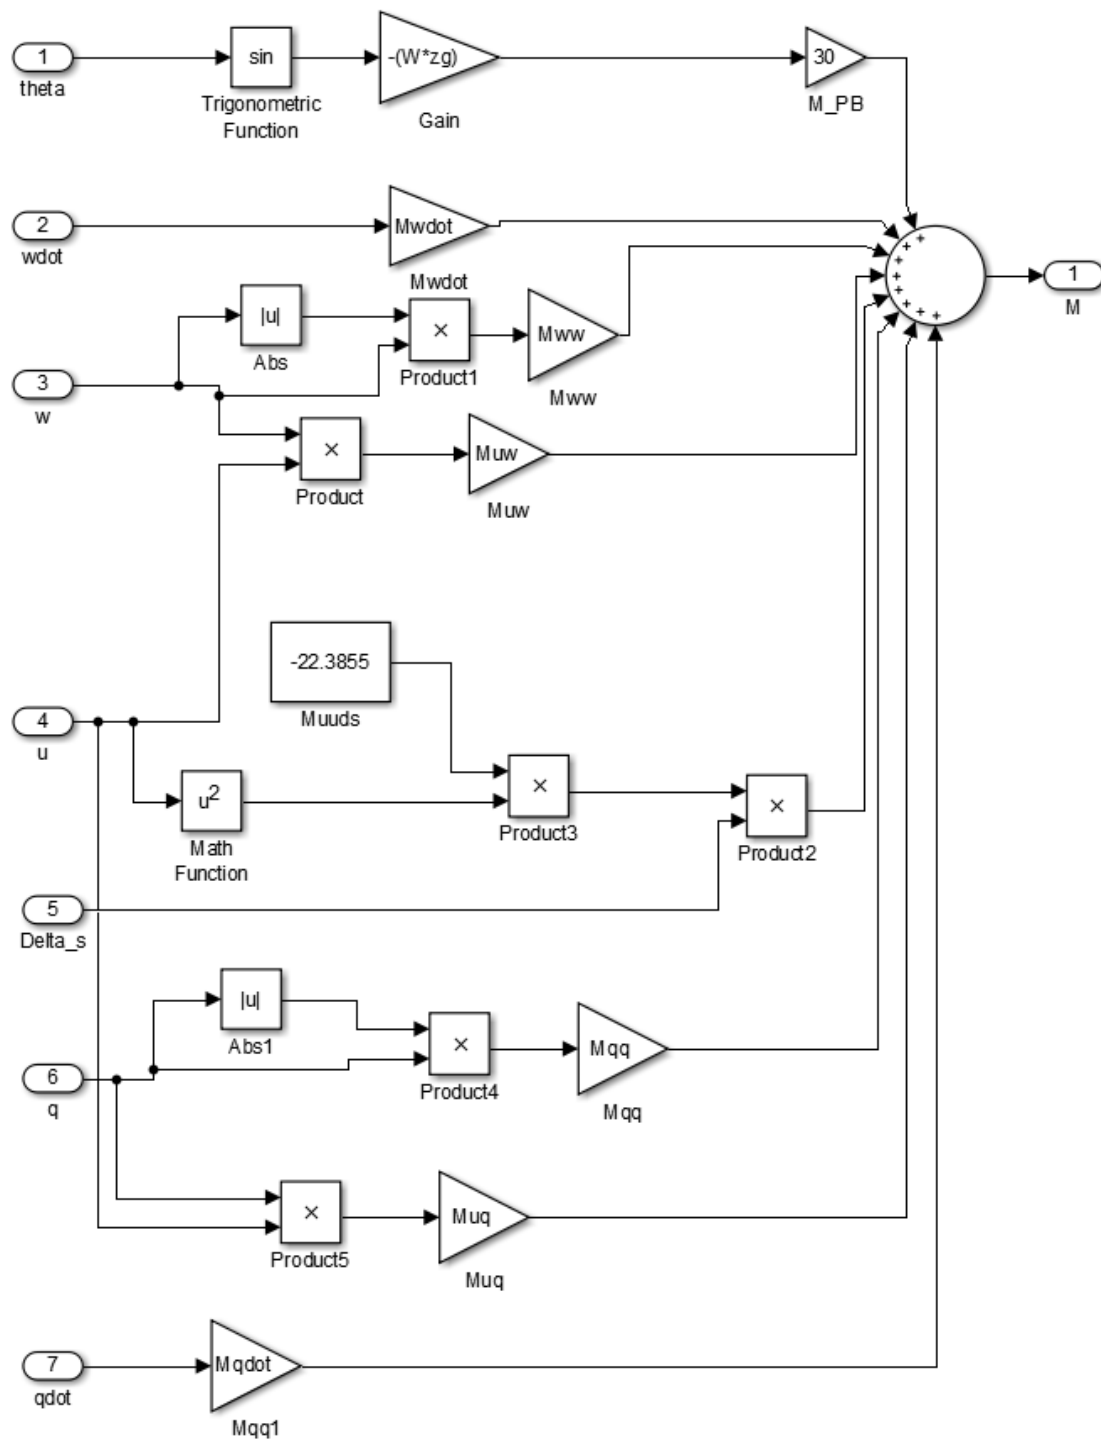 1
theta
sin
Trigonometric
Function
-(W*zg)
Gain
30
M_PB
2
wdot
Mwdot
Mwdot
|u|
Abs
×
Product1
Mww
Mww
3
w
×
Product
Muw
Muw
+
+
+
+
+
+
+
+
1
M
-22.3855
Muuds
4
u
u2
Math
Function
×
Product3
×
Product2
5
Delta_s
|u|
Abs1
×
Product4
Mqq
Mqq
6
q
×
Product5
Muq
Muq
7
qdot
Mqdot
Mqq1